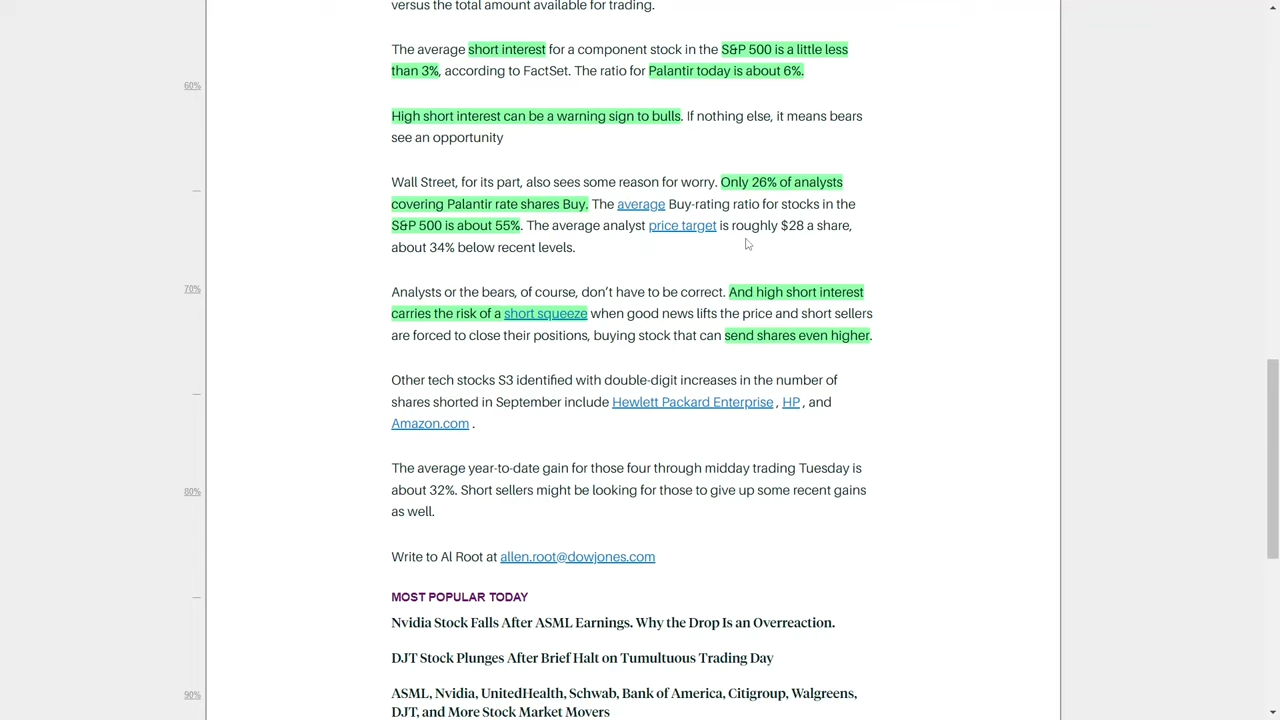 versus the total amount available for trading.
The average short interest for a component stock in the S&P 500 is a little less
than 3%, according to FactSet. The ratio for Palantir today is about 6%.
60%
High short interest can be a warning sign to bulls. If nothing else, it means bears
see an opportunity
Wall Street, for its part, also sees some reason for worry. Only 26% of analysts
covering Palantir rate shares Buy. The average Buy-rating ratio for stocks in the
S&P 500 is about 55%. The average analyst price target is roughly $28 a share,
about 34% below recent levels.
70%
Analysts or the bears, of course, don’t have to be correct. And high short interest
carries the risk of a short squeeze when good news lifts the price and short sellers
are forced to close their positions, buying stock that can send shares even higher.
Other tech stocks S3 identified with double-digit increases in the number of
shares shorted in September include Hewlett Packard Enterprise , HP , and
Amazon.com .
The average year-to-date gain for those four through midday trading Tuesday is
80%
about 32%. Short sellers might be looking for those to give up some recent gains
as well.
Write to Al Root at allen.root@dowjones.com
MOST POPULAR TODAY
Nvidia Stock Falls After ASML Earnings. Why the Drop Is an Overreaction.
DJT Stock Plunges After Brief Halt on Tumultuous Trading Day
90%
ASML, Nvidia, UnitedHealth, Schwab, Bank of America, Citigroup, Walgreens,
DJT, and More Stock Market Movers